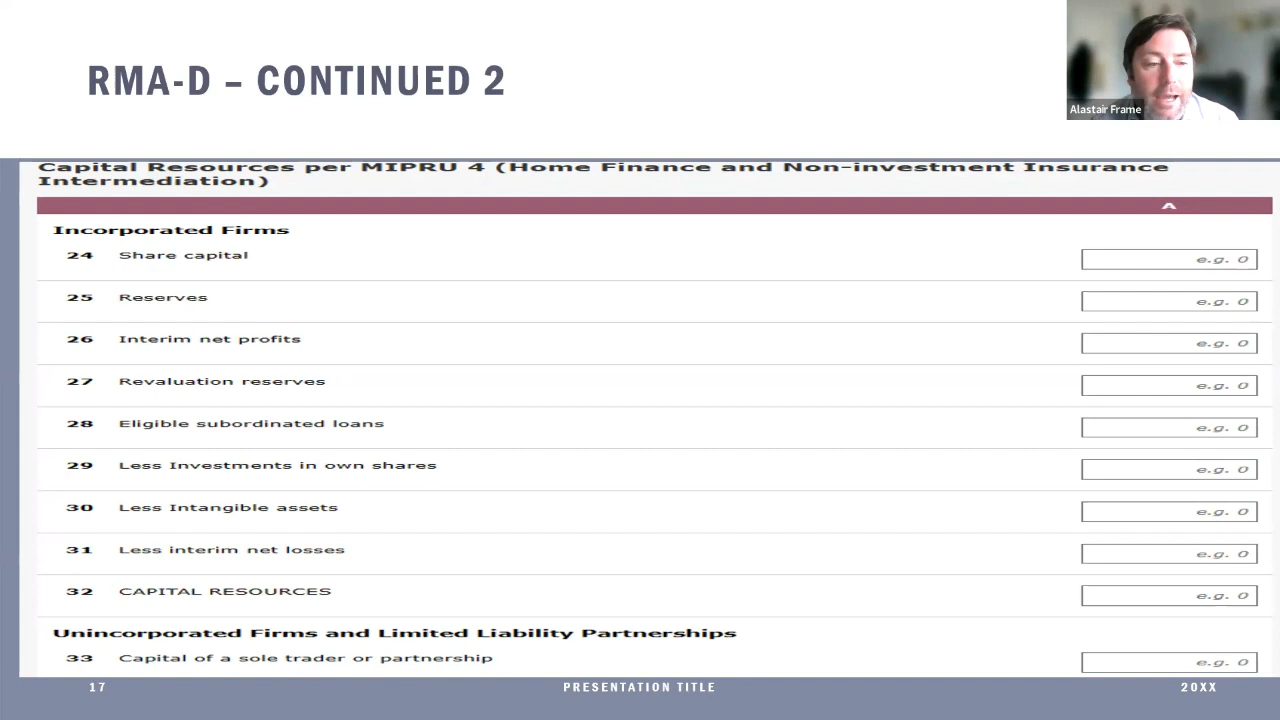 RMA-D – CONTINUED 2
Alastair Frame
Capital Resources per MIPRU 4 (Home Finance and Non-investment Insurance
Intermediation)
A
Incorporated Firms
24 Share capital e.g. 0
25 Reserves e.g. 0
26 Interim net profits e.g. 0
27 Revaluation reserves e.g. 0
28 Eligible subordinated loans e.g. 0
29 Less Investments in own shares e.g. 0
30 Less Intangible assets e.g. 0
31 Less interim net losses e.g. 0
32 CAPITAL RESOURCES e.g. 0
Unincorporated Firms and Limited Liability Partnerships
33 Capital of a sole trader or partnership e.g. 0
17 PRESENTATION TITLE 20XX